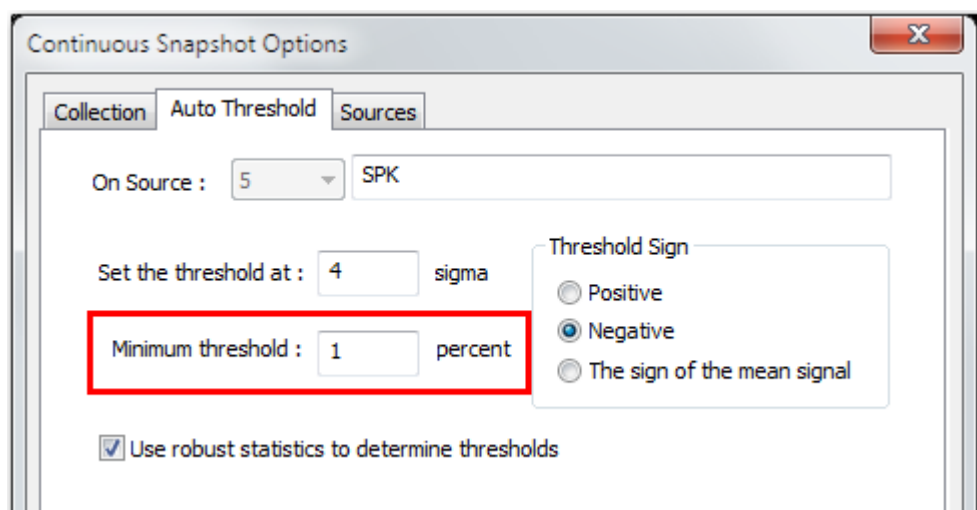 Continuous Snapshot Options
Collection Auto Threshold Sources
On Source : 5 SPK
Set the threshold at : 4 sigma
Minimum threshold : 1 percent
Threshold Sign
Positive
Negative
The sign of the mean signal
Use robust statistics to determine thresholds